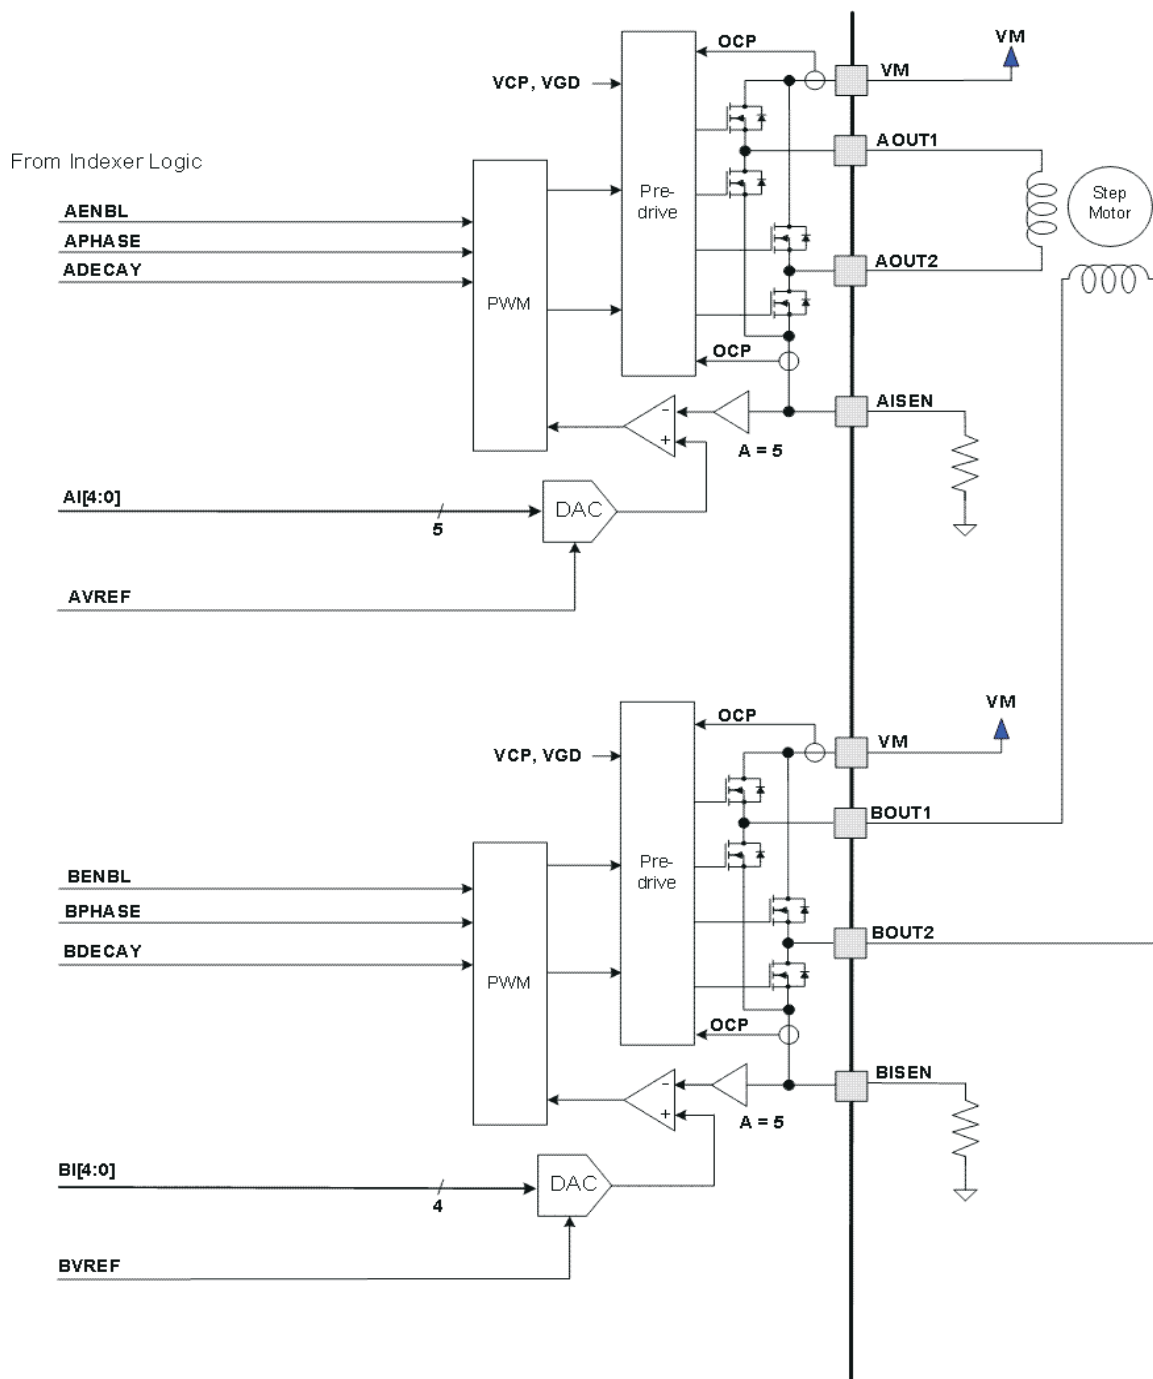 OCP
VM
VCP, VGD
VM
AOUT1
From Indexer Logic
Pre-
drive
Step
Motor
AENBL
APHASE
ADECAY
AOUT2
PWM
OCP
AISEN
-
+
A = 5
AI[4:0]
5
DAC
AVREF
OCP
VM
VCP, VGD
VM
BOUT1
Pre-
drive
BENBL
BPHASE
BDECAY
BOUT2
PWM
OCP
BISEN
-
+
A = 5
BI[4:0]
4
DAC
BVREF